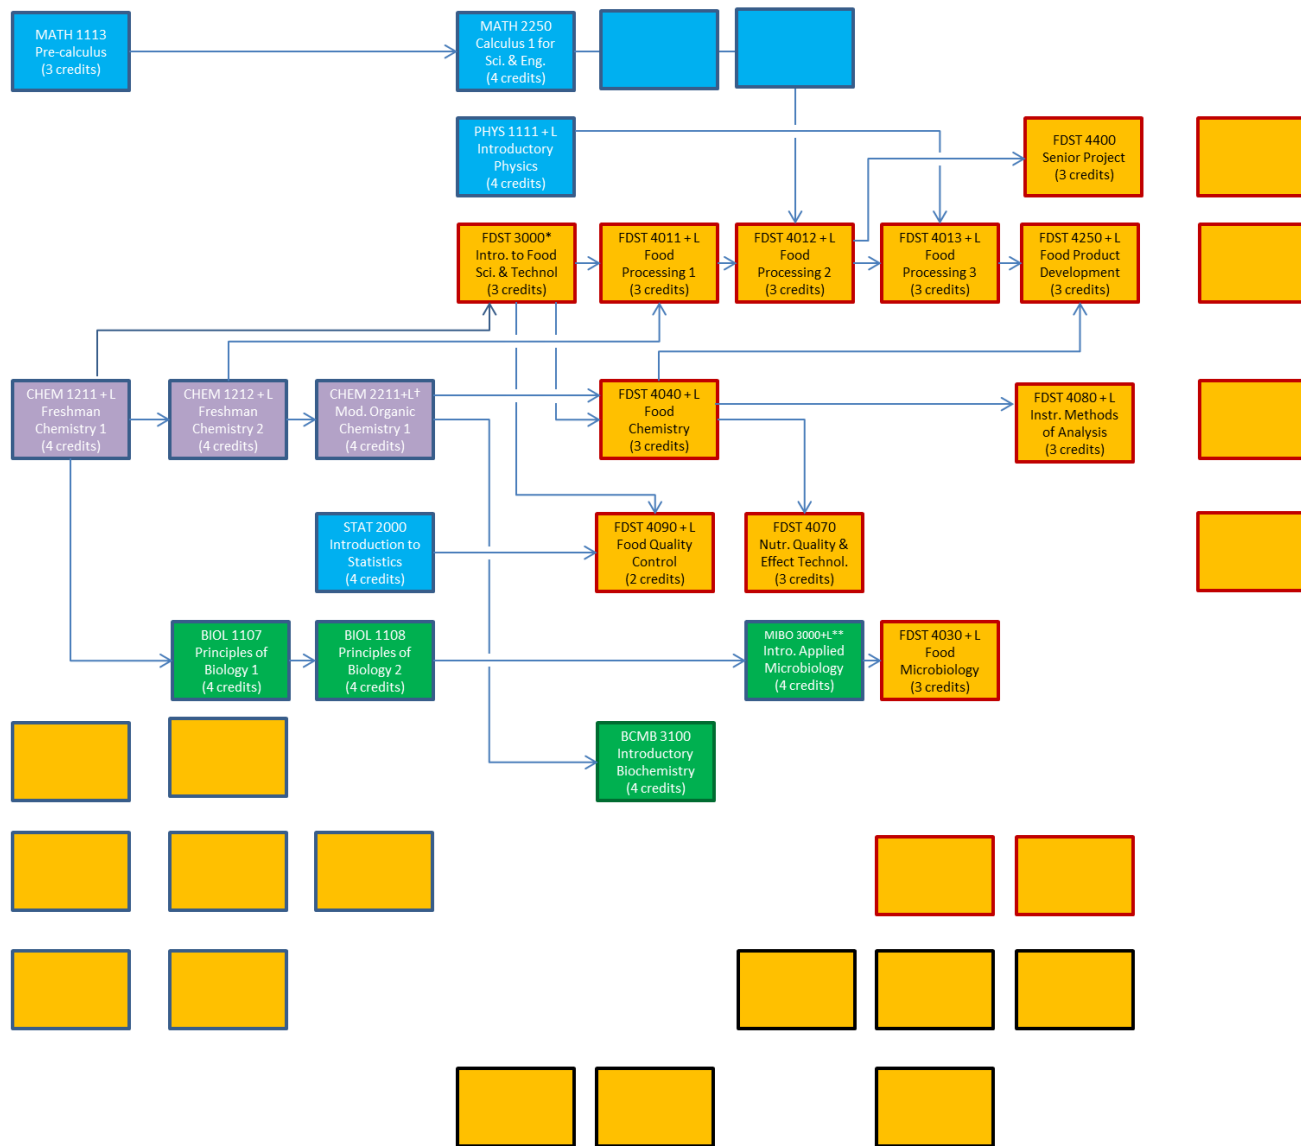 MATH 1113
Pre-calculus
(3 credits)
MATH 2250
Calculus 1 for
Sci. & Eng.
(4 credits)
PHYS 1111 + L
Introductory
Physics
(4 credits)
FDST 4400
Senior Project
(3 credits)
FDST 3000*
Intro. to Food
Sci. & Technol
(3 credits)
FDST 4011 + L
Food
Processing 1
(3 credits)
FDST 4012 + L
Food
Processing 2
(3 credits)
FDST 4013 + L
Food
Processing 3
(3 credits)
FDST 4250 + L
Food Product
Development
(3 credits)
CHEM 1211 + L
Freshman
Chemistry 1
(4 credits)
CHEM 1212 + L
Freshman
Chemistry 2
(4 credits)
CHEM 2211+L†
Mod. Organic
Chemistry 1
(4 credits)
FDST 4040 + L
Food
Chemistry
(3 credits)
FDST 4080 + L
Instr. Methods
of Analysis
(3 credits)
STAT 2000
Introduction to
Statistics
(4 credits)
FDST 4090 + L
Food Quality
Control
(2 credits)
FDST 4070
Nutr. Quality &
Effect Technol.
(3 credits)
BIOL 1107
Principles of
Biology 1
(4 credits)
BIOL 1108
Principles of
Biology 2
(4 credits)
MIBO 3000+L**
Intro. Applied
Microbiology
(4 credits)
FDST 4030 + L
Food
Microbiology
(3 credits)
BCMB 3100
Introductory
Biochemistry
(4 credits)